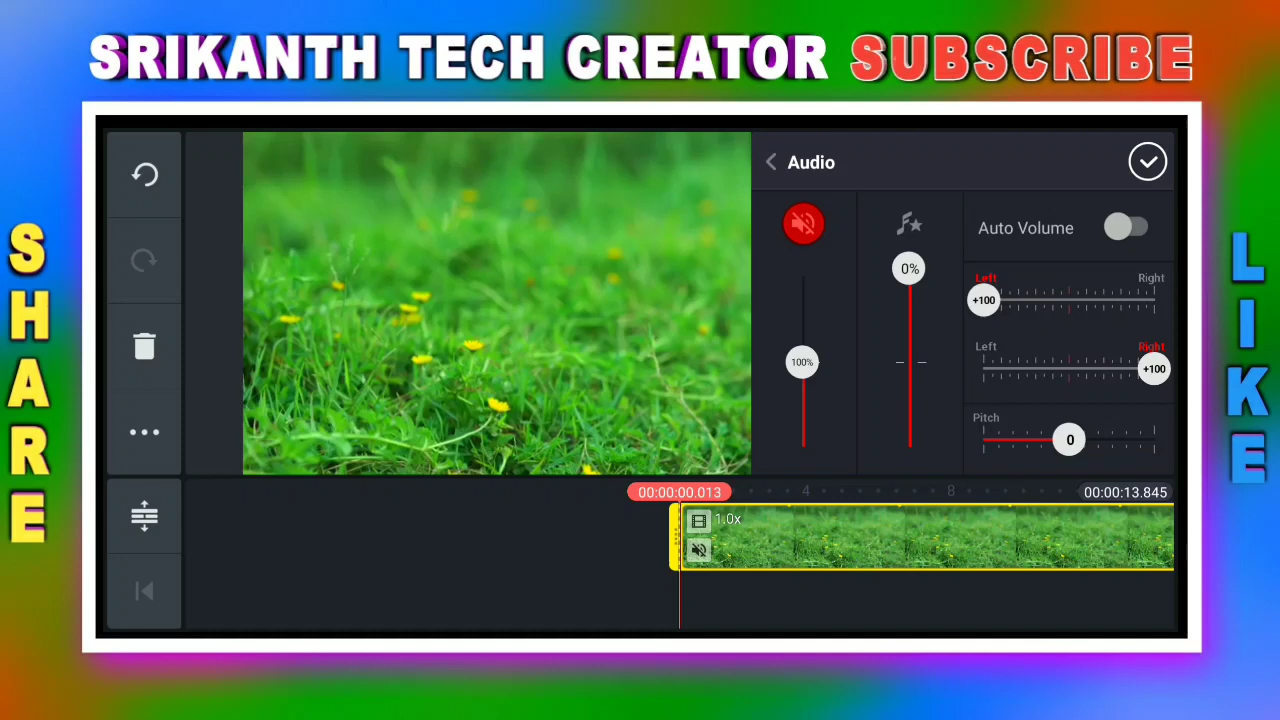 SRIKANTH TECH CREATOR SUBSCRIBE
SHARE
LIKE
Audio
100%
0%
Auto Volume
Left Right
+100
Left Right
+100
Pitch
0
00:00:00.013 4 8 00:00:13.845
1.0x